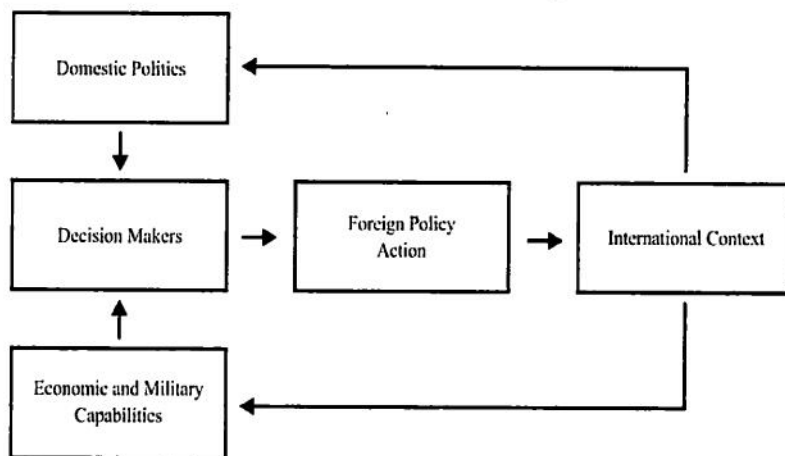 Domestic Politics
Decision Makers
Foreign Policy
Action
International Context
Economic and Military
Capabilities